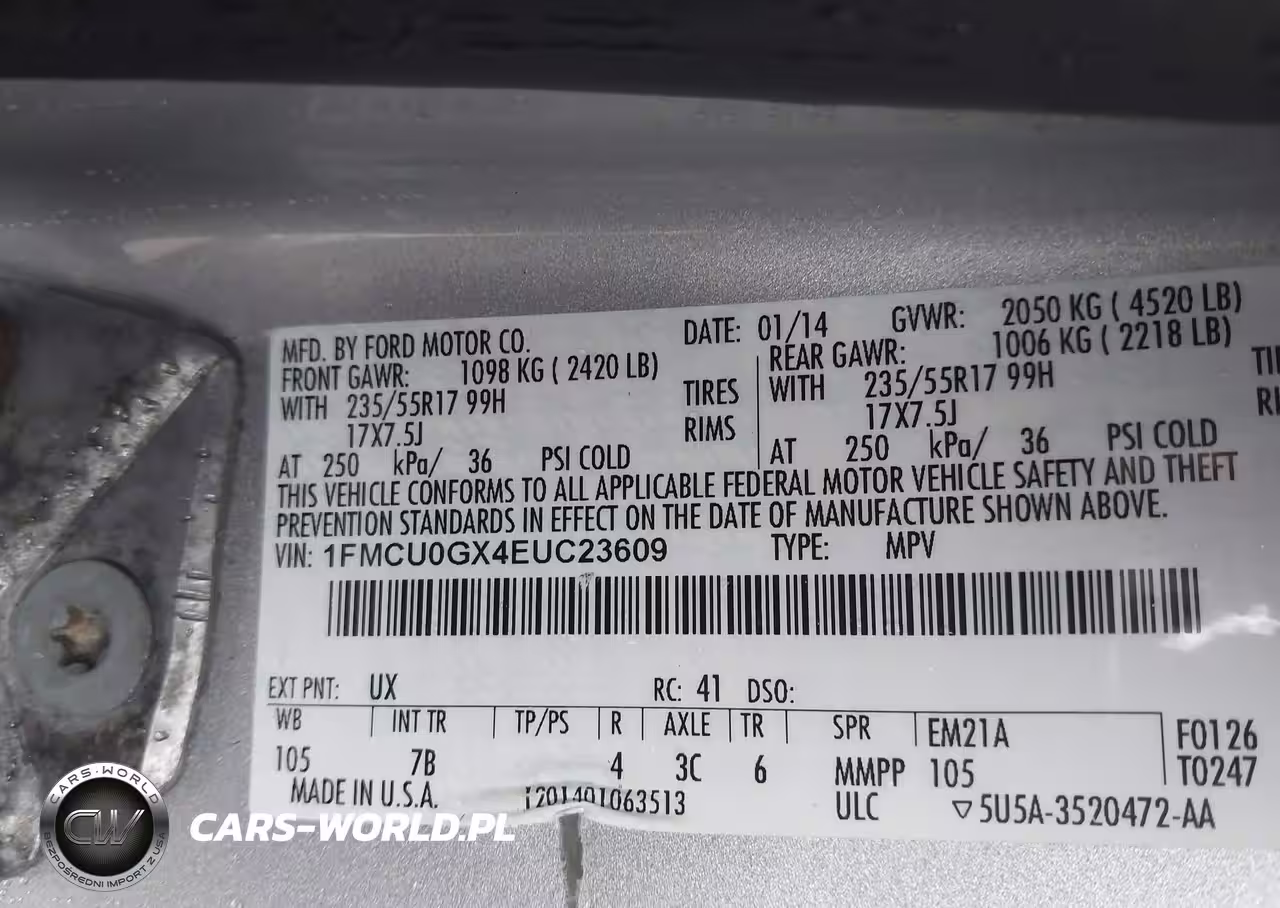 MFD. BY FORD MOTOR CO. DATE: 01/14 GVWR: 2050 KG ( 4520 LB)
FRONT GAWR: 1098 KG ( 2420 LB) REAR GAWR: 1006 KG ( 2218 LB)
WITH 235/55R17 99H TIRES WITH 235/55R17 99H
17X7.5J RIMS 17X7.5J
AT 250 kPa/ 36 PSI COLD AT 250 kPa/ 36 PSI COLD
THIS VEHICLE CONFORMS TO ALL APPLICABLE FEDERAL MOTOR VEHICLE SAFETY AND THEFT
PREVENTION STANDARDS IN EFFECT ON THE DATE OF MANUFACTURE SHOWN ABOVE.
VIN: 1FMCU0GX4EUC23609 TYPE: MPV
EXT PNT: UX RC: 41 DSO:
WB INT TR TP/PS R AXLE TR SPR EM21A F0126
105 7B 4 3C 6 MMPP 105 T0247
MADE IN U.S.A. ULC ▽5U5A-3520472-AA
CARS-WORLD
CW
BEZPOŚREDNI IMPORT Z USA
CARS-WORLD.PL